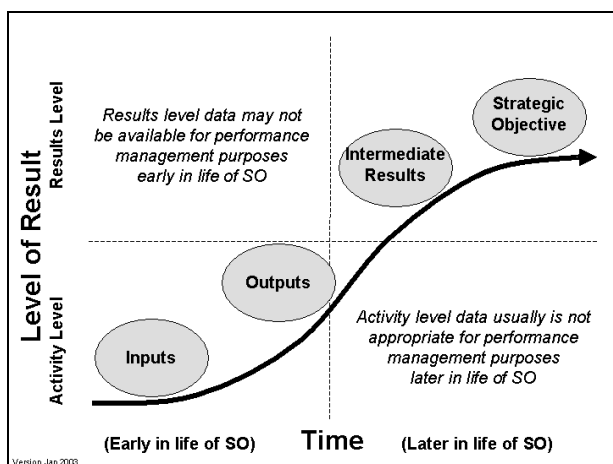 Level of Result
Results Level
Activity Level
Results level data may not
be available for performance
management purposes
early in life of SO
Strategic
Objective
Intermediate
Results
Outputs
Inputs
Activity level data usually is not
appropriate for performance
management purposes
later in life of SO
(Early in life of SO)
Time
(Later in life of SO)
Version Jan 2003